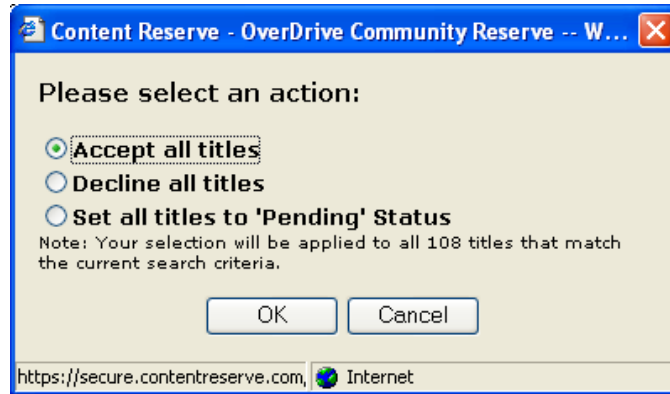 Content Reserve - OverDrive Community Reserve -- W...
Please select an action:
Accept all titles
Decline all titles
Set all titles to 'Pending' Status
Note: Your selection will be applied to all 108 titles that match
the current search criteria.
OK Cancel
https://secure.contentreserve.com, Internet